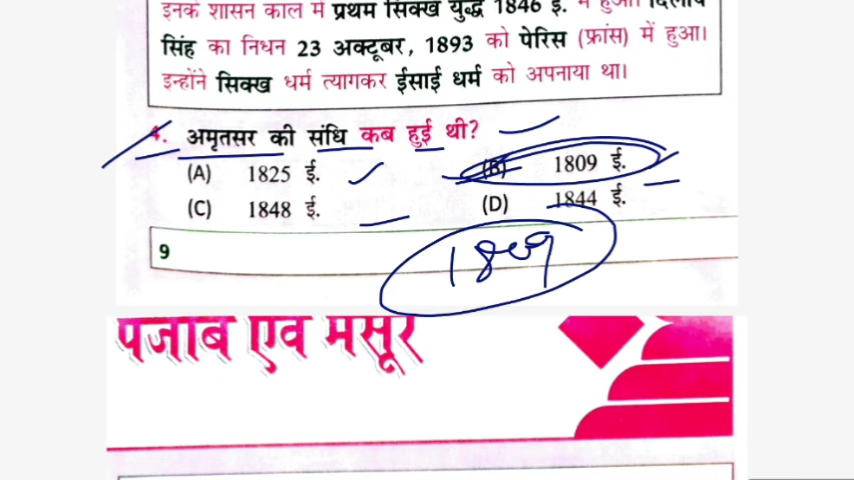 इनके शासन काल में प्रथम सिक्ख युद्ध 1846 ई. में हुआ। दिलीप
सिंह का निधन 23 अक्टूबर, 1893 को पेरिस (फ्रांस) में हुआ।
इन्होंने सिक्ख धर्म त्यागकर ईसाई धर्म को अपनाया था।
4. अमृतसर की संधि कब हुई थी?
(A) 1825 ई. (B) 1809 ई.
(C) 1848 ई. (D) 1844 ई.
9
1809
पंजाब एवं मैसूर